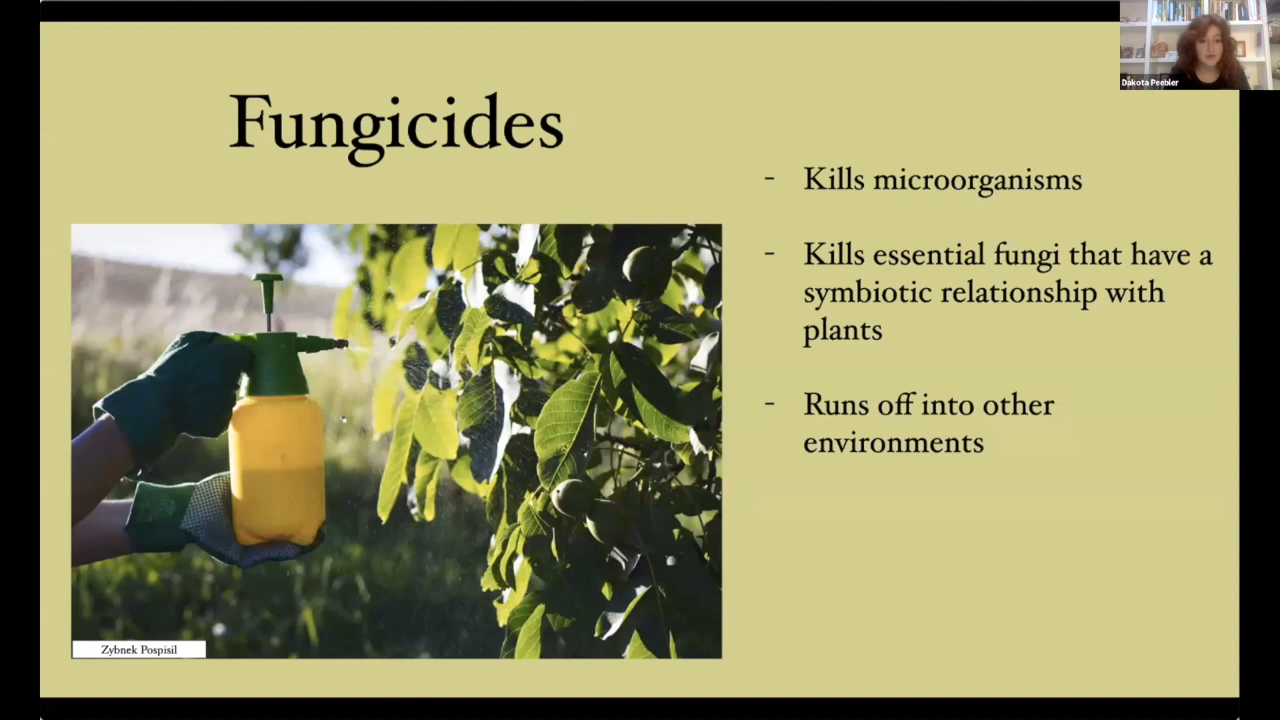 Dakota Peebler
Fungicides
- Kills microorganisms
- Kills essential fungi that have a
symbiotic relationship with
plants
- Runs off into other
environments
Zybnek Pospisil